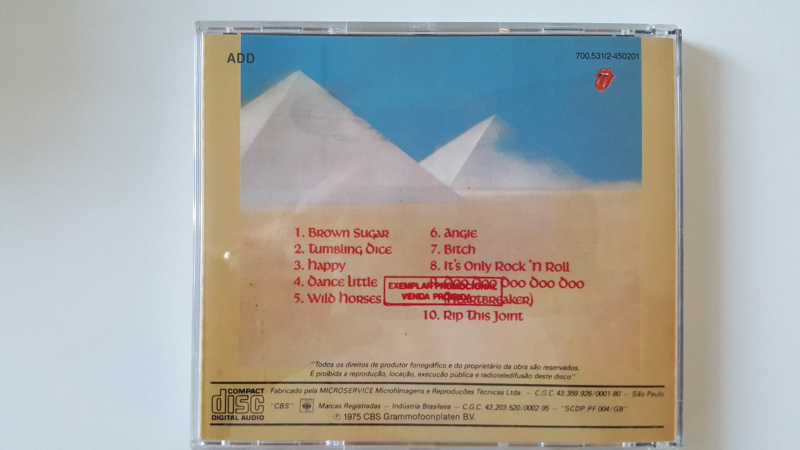 ADD
700.531/2-450201
1. Brown Sugar
2. Tumbling Dice
3. Happy
4. Dance Little
5. Wild Horses
6. Angie
7. Bitch
8. It's Only Rock 'N Roll
Doo Doo Doo
(Heartbreaker)
10. Rip This Joint
EXEMPLAR PROMOCIONAL
VENDA PROIBIDA
"Todos os direitos de produtor fonográfico e do proprietário da obra são reservados.
É proibida a reprodução, locação, execução pública e radioteledifusão deste disco"
COMPACT
disc
DIGITAL AUDIO
Fabricado pela MICROSERVICE Microfilmagens e Reproduções Técnicas Ltda. — C.G.C. 43.359.926/0001-80 — São Paulo
"CBS" Marcas Registradas — Indústria Brasileira — C.G.C. 43.203.520/0002-95 — "SCDP.PF 004/GB"
℗ 1975 CBS Grammofoonplaten B.V.